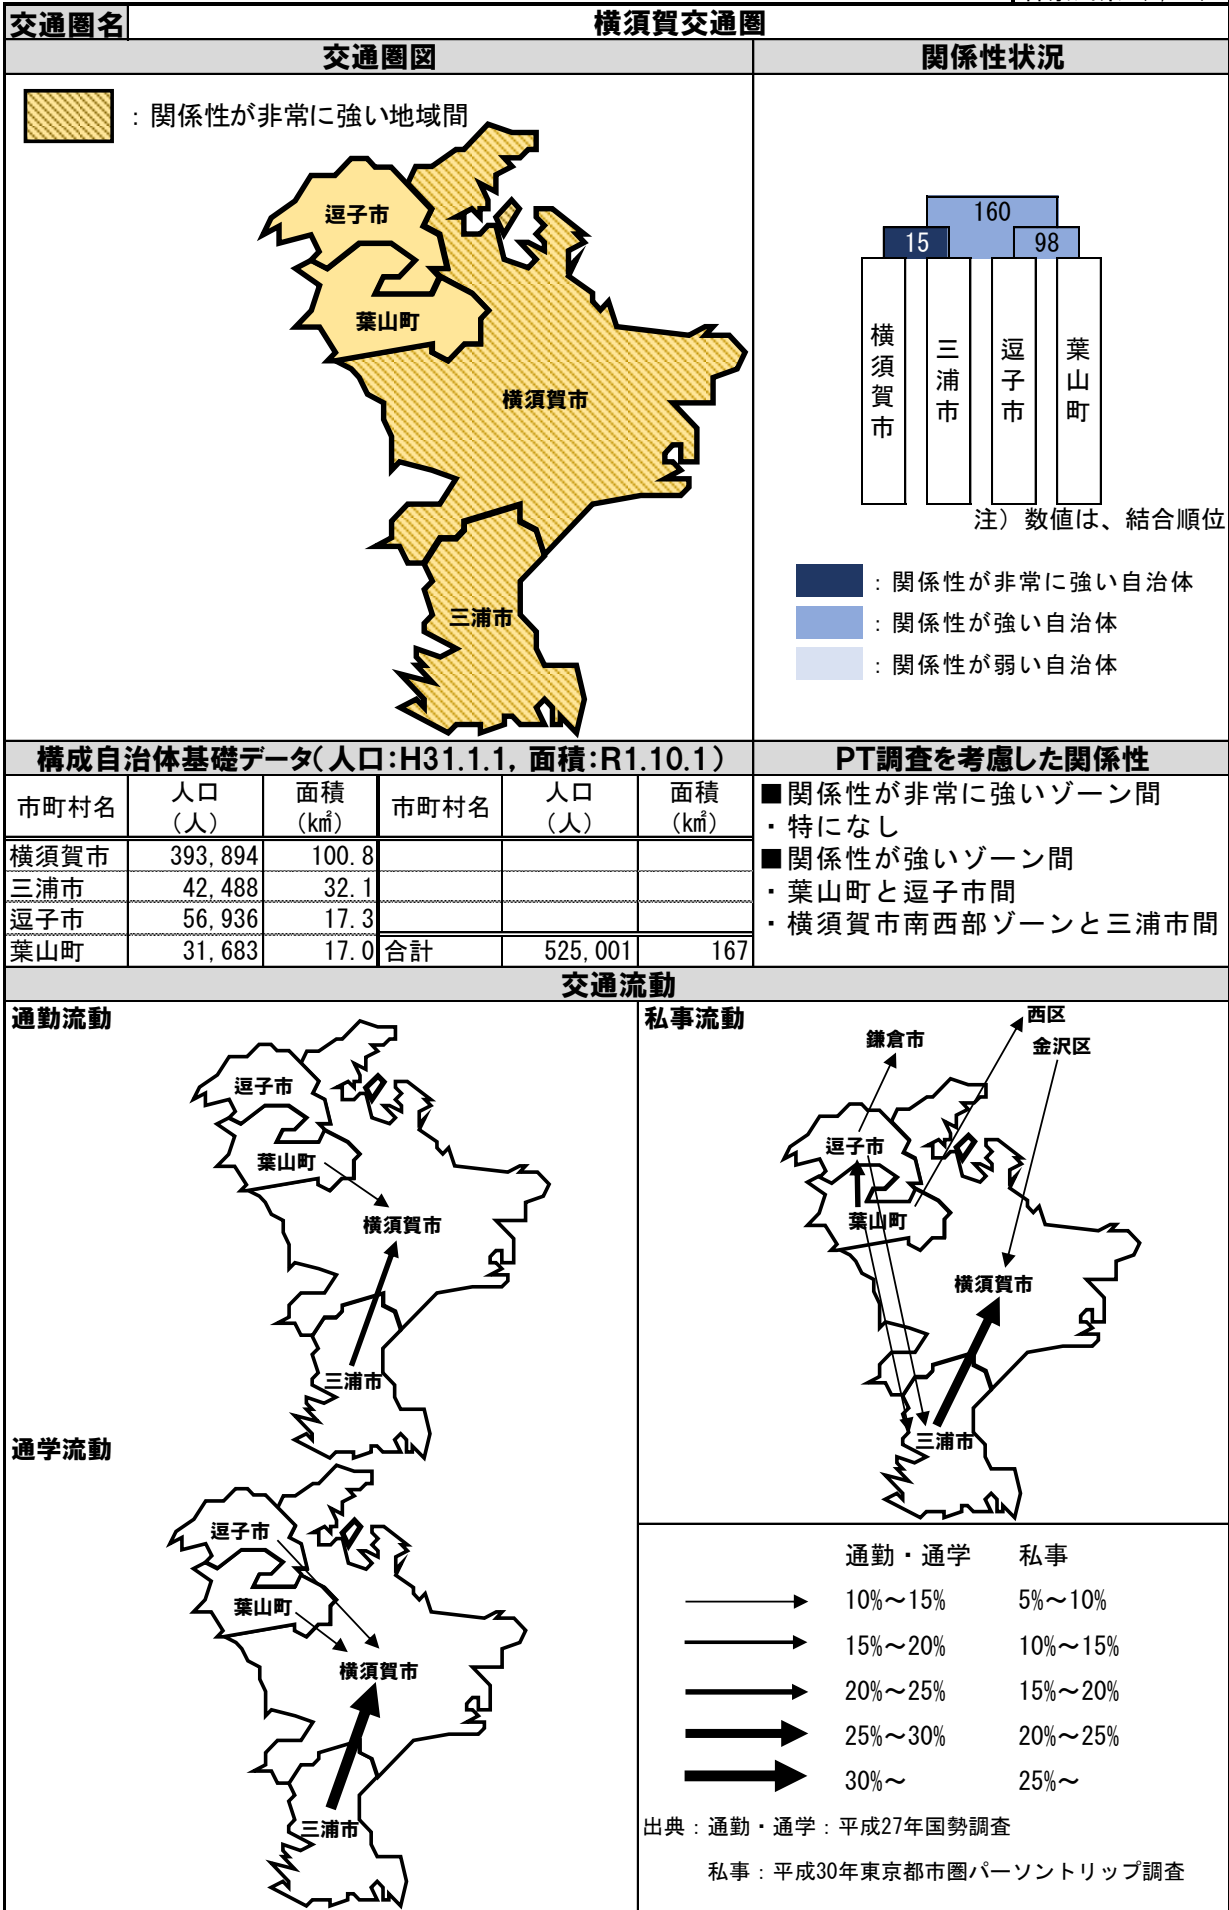 交通圏名
横須賀交通圏
交通圏図
関係性状況
：関係性が非常に強い地域間
逗子市
葉山町
横須賀市
三浦市
160
15
98
横須賀市
三浦市
逗子市
葉山町
注）数値は、結合順位
：関係性が非常に強い自治体
：関係性が強い自治体
：関係性が弱い自治体
構成自治体基礎データ（人口：H31.1.1，面積：R1.10.1）
市町村名 人口（人） 面積（㎢） 市町村名 人口（人） 面積（㎢）
横須賀市 393,894 100.8
三浦市 42,488 32.1
逗子市 56,936 17.3
葉山町 31,683 17.0 合計 525,001 167
PT調査を考慮した関係性
■関係性が非常に強いゾーン間
・特になし
■関係性が強いゾーン間
・葉山町と逗子市間
・横須賀市南西部ゾーンと三浦市間
交通流動
通勤流動
逗子市
葉山町
横須賀市
三浦市
通学流動
逗子市
葉山町
横須賀市
三浦市
私事流動
西区
鎌倉市
金沢区
逗子市
葉山町
横須賀市
三浦市
通勤・通学 私事
10%～15% 5%～10%
15%～20% 10%～15%
20%～25% 15%～20%
25%～30% 20%～25%
30%～ 25%～
出典：通勤・通学：平成27年国勢調査
私事：平成30年東京都市圏パーソントリップ調査